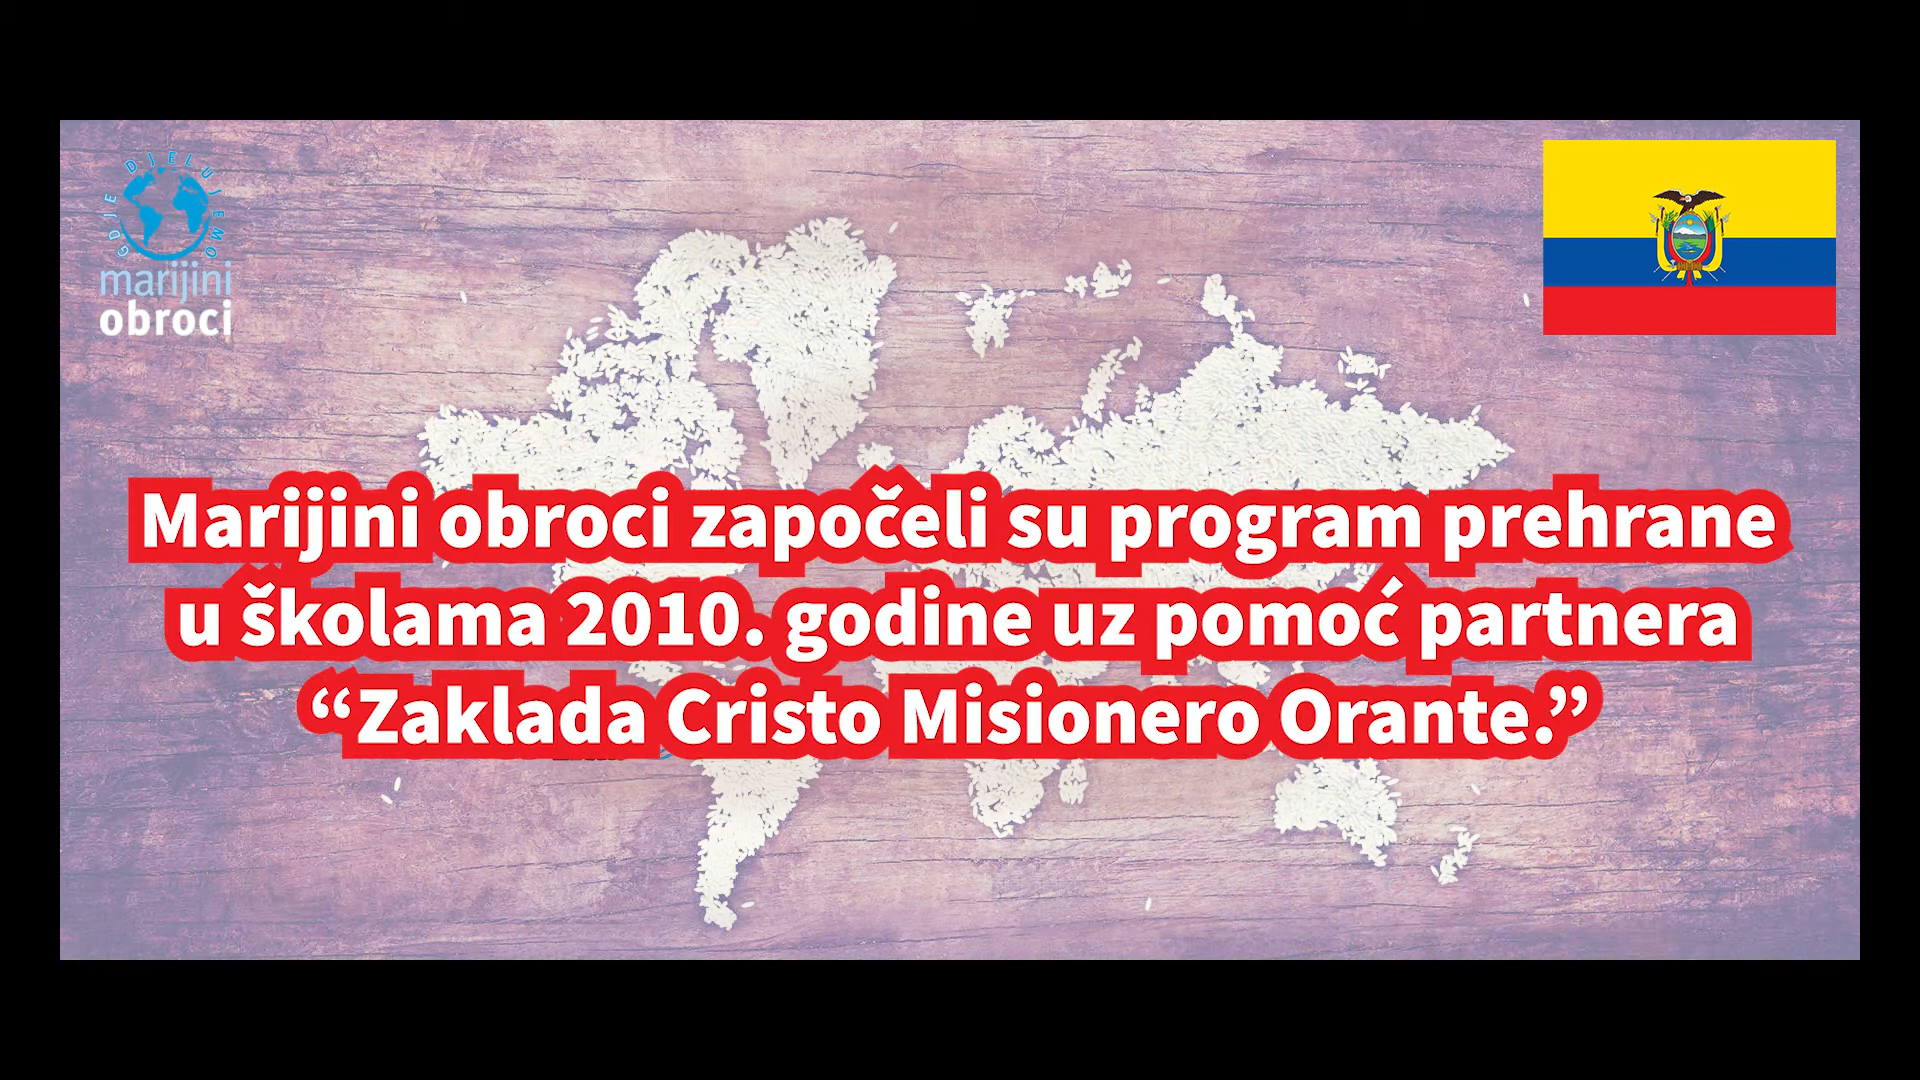 GDJE DJELUJEMO
marijini
obroci
Marijini obroci započeli su program prehrane
u školama 2010. godine uz pomoć partnera
“Zaklada Cristo Misionero Orante.”